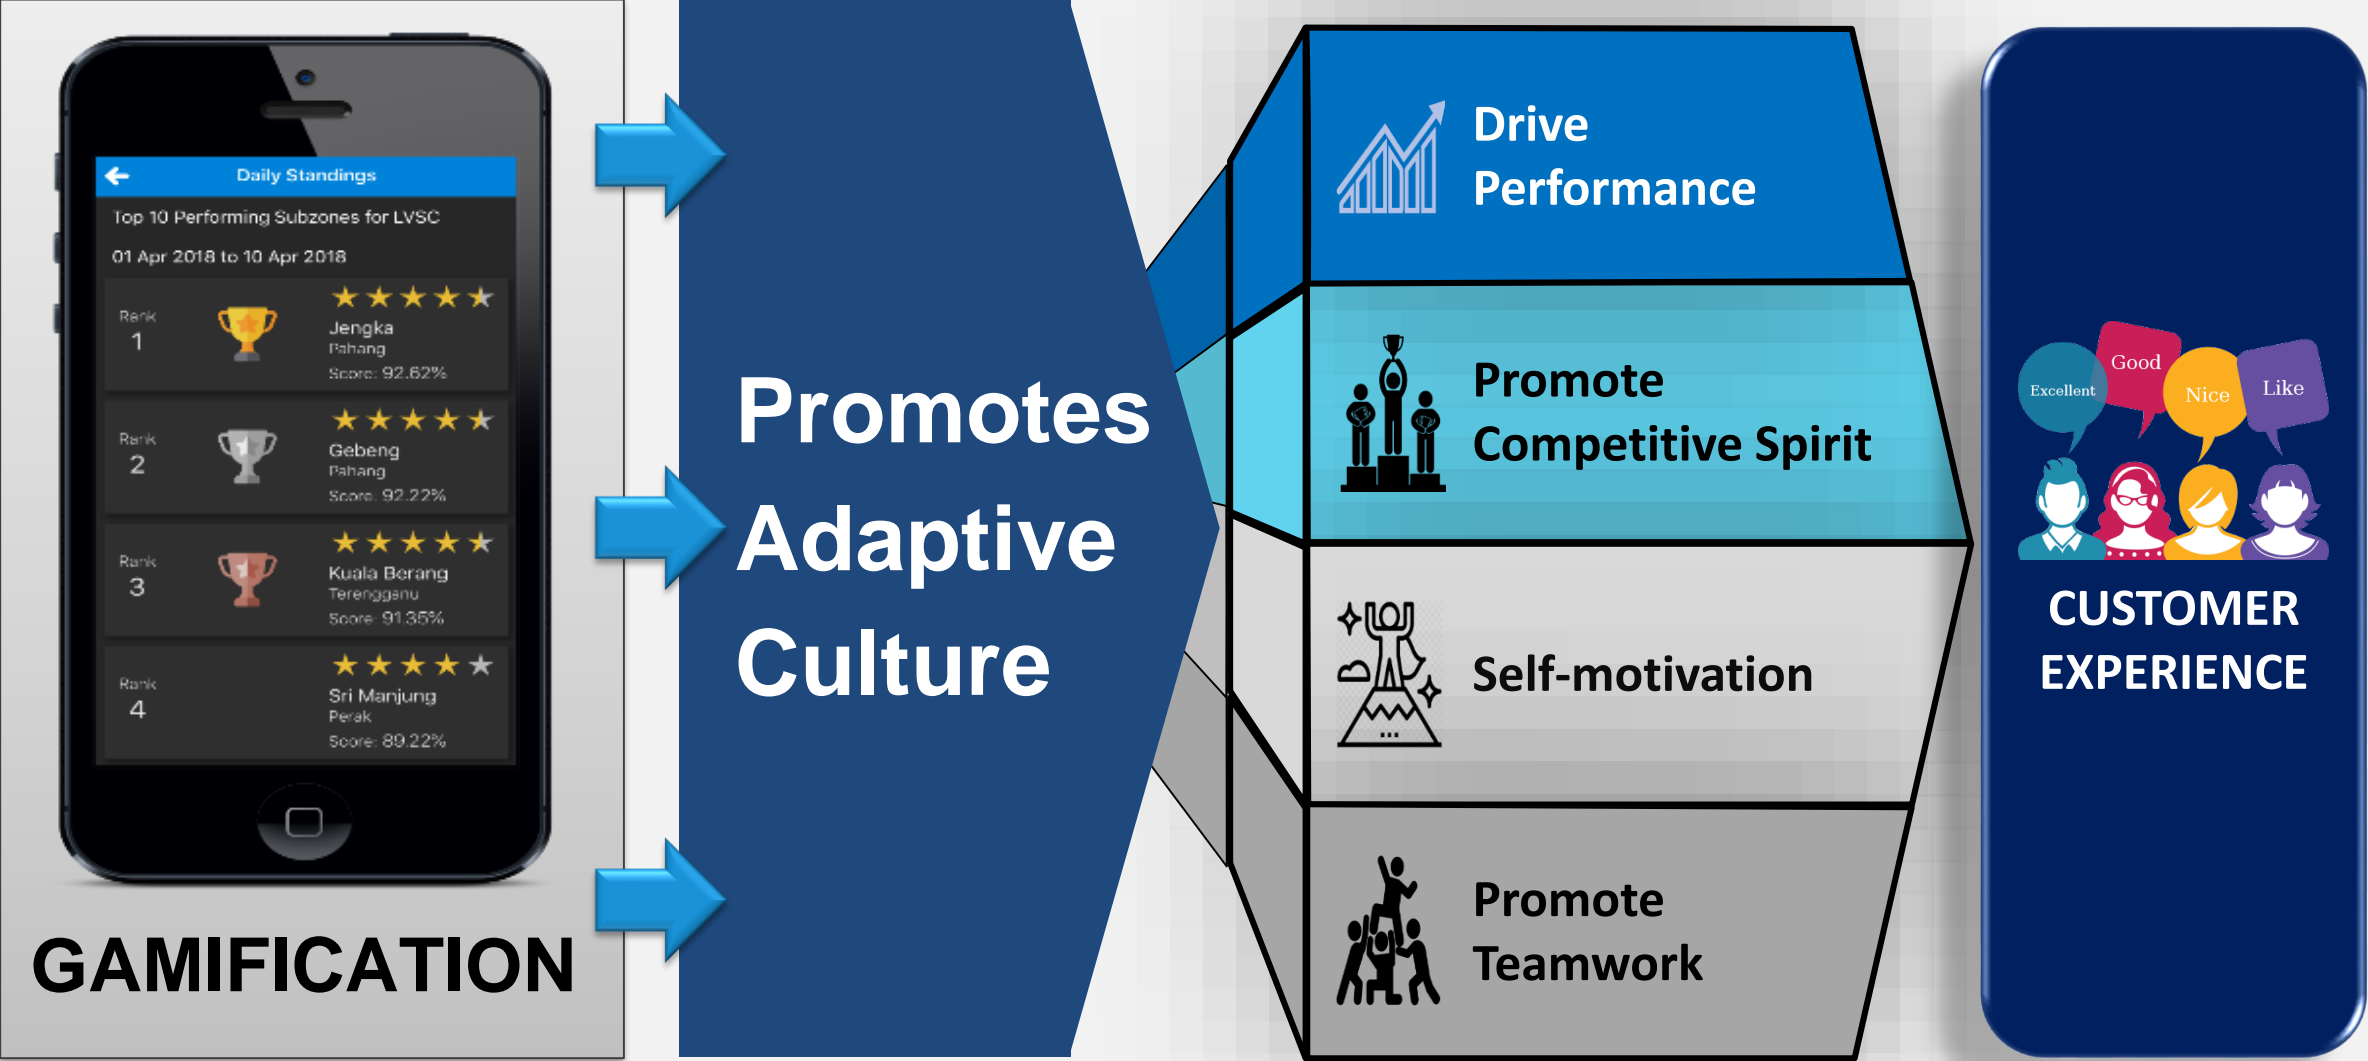 Daily Standings
Top 10 Performing Subzones for LVSC
01 Apr 2018 to 10 Apr 2018
Rank
1
Jengka
Pahang
Score: 92.62%
Rank
2
Gebeng
Pahang
Score: 92.22%
Rank
3
Kuala Berang
Terengganu
Score: 91.35%
Rank
4
Sri Manjung
Perak
Score: 89.22%
GAMIFICATION
Promotes
Adaptive
Culture
Drive
Performance
Promote
Competitive Spirit
Self-motivation
Promote
Teamwork
Excellent
Good
Nice
Like
CUSTOMER
EXPERIENCE